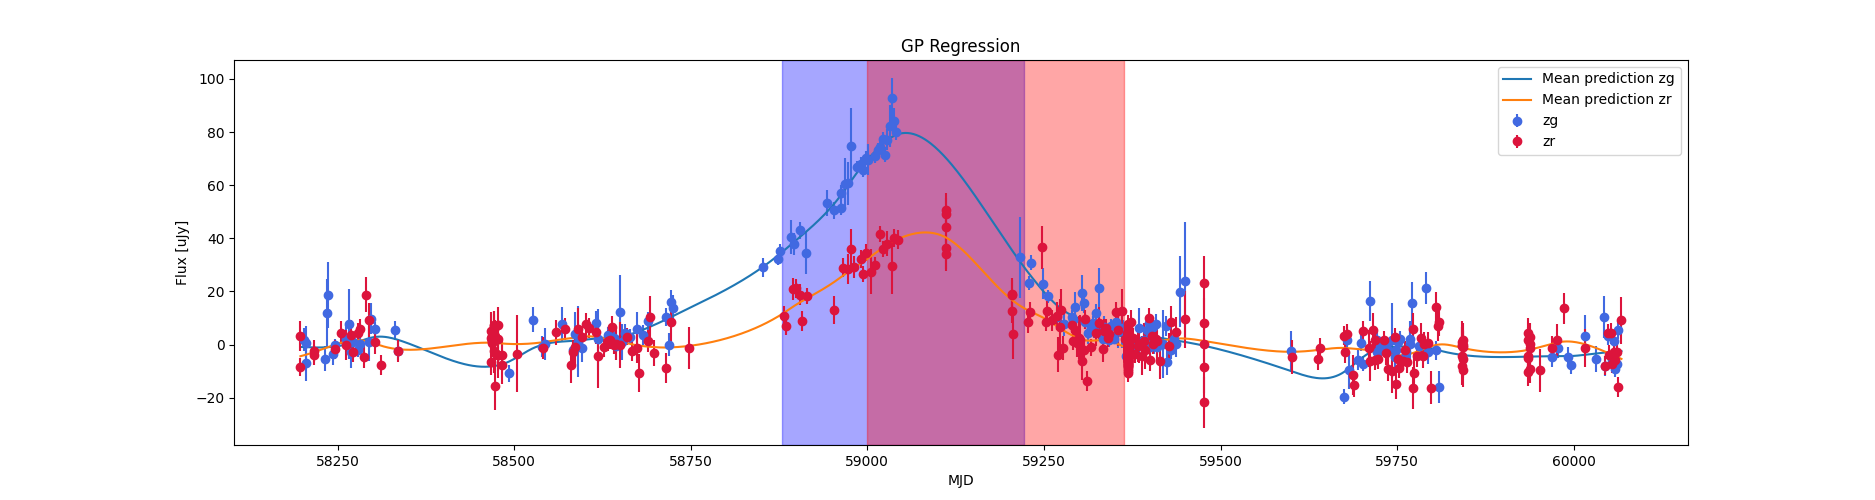 GP Regression
Mean prediction zg
Mean prediction zr
zg
zr
Flux [uJy]
100
80
60
40
20
0
−20
58250 58500 58750 59000 59250 59500 59750 60000
MJD